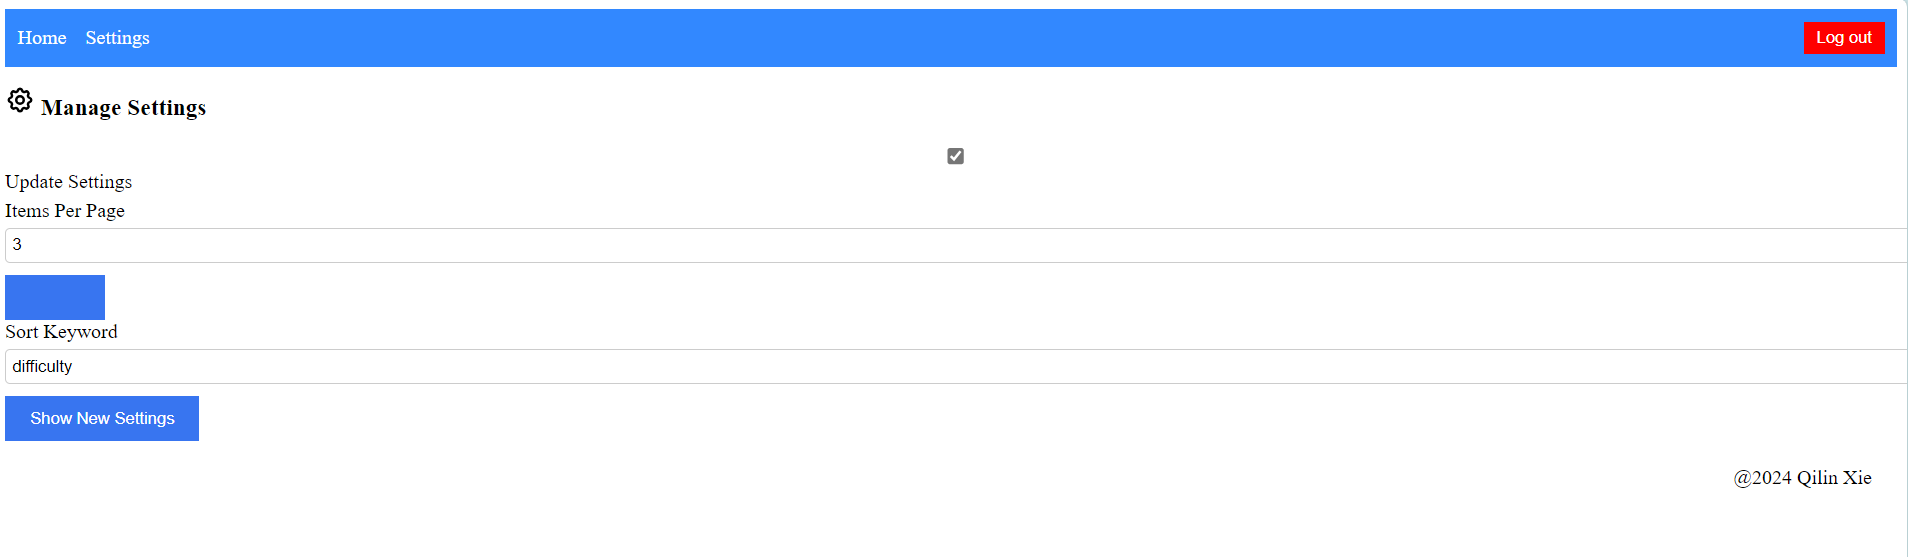 Home Settings Log out
Manage Settings
Update Settings
Items Per Page
3
Sort Keyword
difficulty
Show New Settings
@2024 Qilin Xie